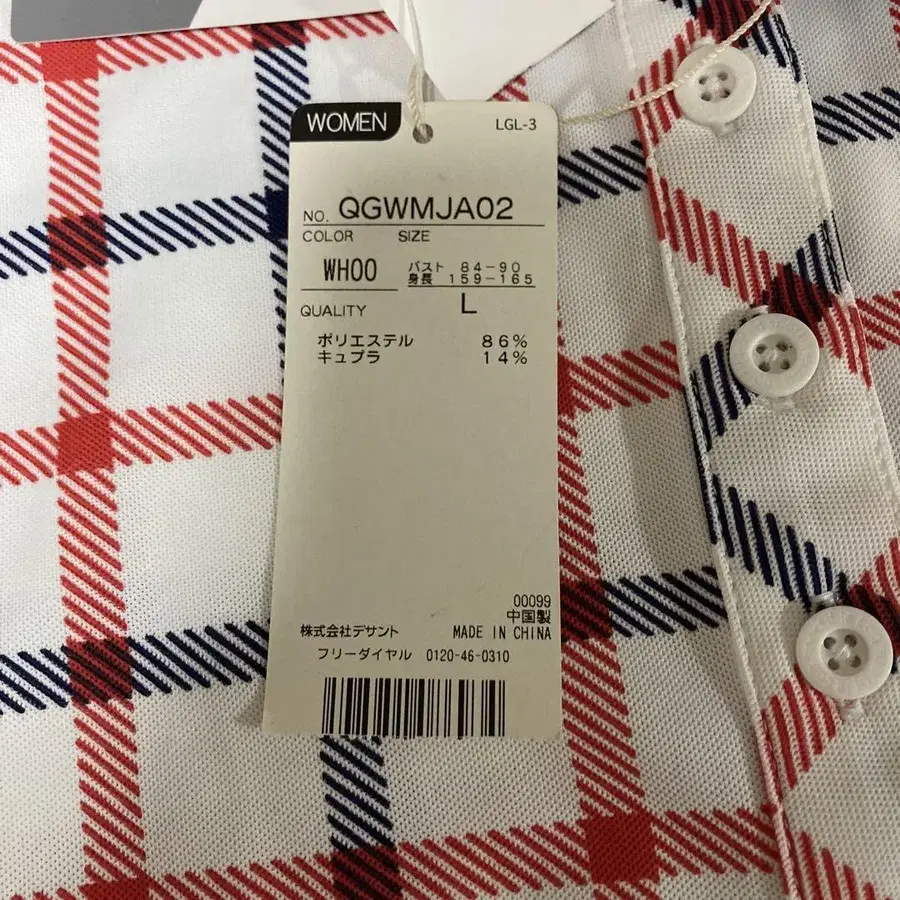 WOMEN
LGL-3
NO. QGWMJA02
COLOR SIZE
WH00
バスト 84-90
身長 159-165
QUALITY L
ポリエステル 86%
キュプラ 14%
00099
中国製
株式会社デサント MADE IN CHINA
フリーダイヤル 0120-46-0310